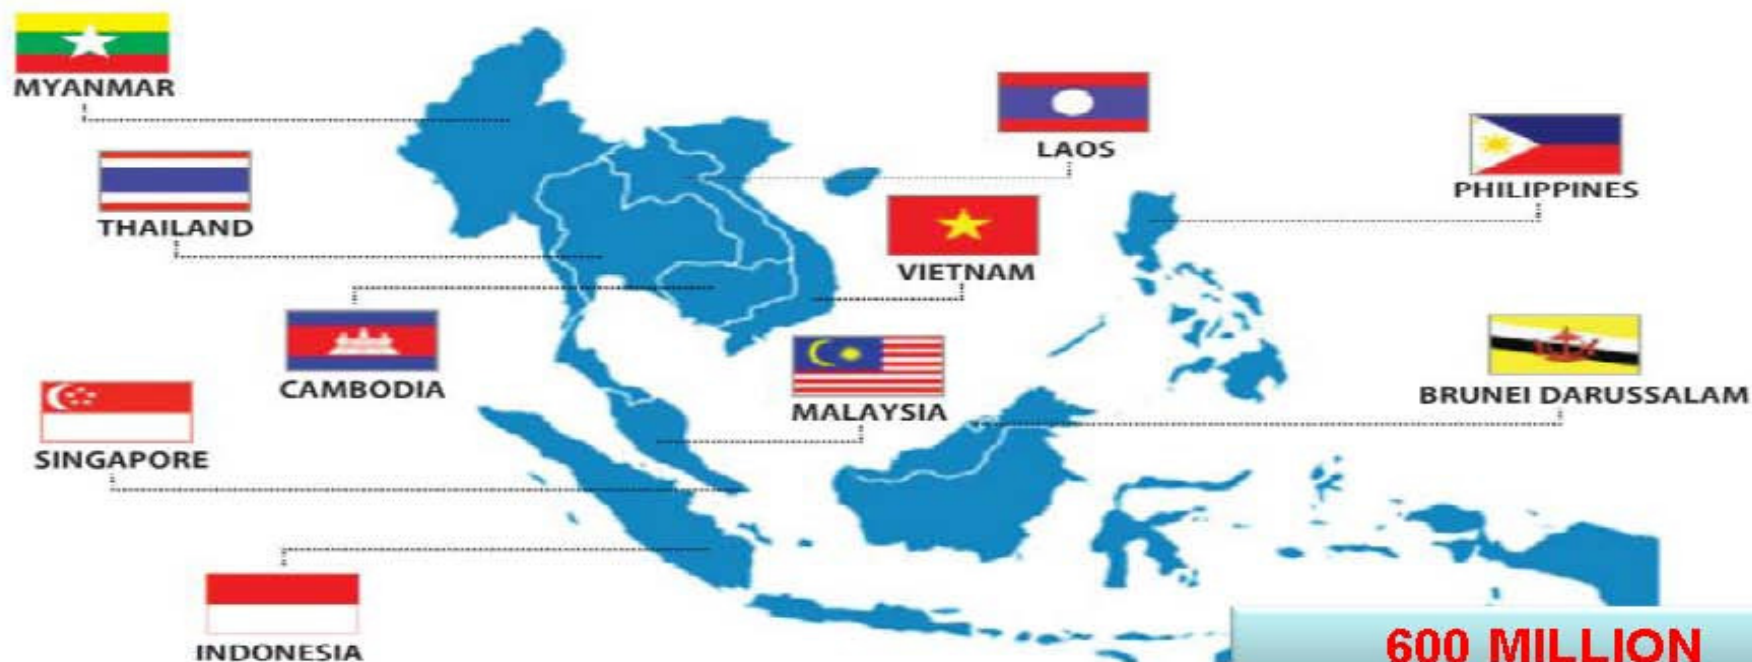 MYANMAR
LAOS
PHILIPPINES
THAILAND
VIETNAM
CAMBODIA
MALAYSIA
BRUNEI DARUSSALAM
SINGAPORE
INDONESIA
600 MILLION